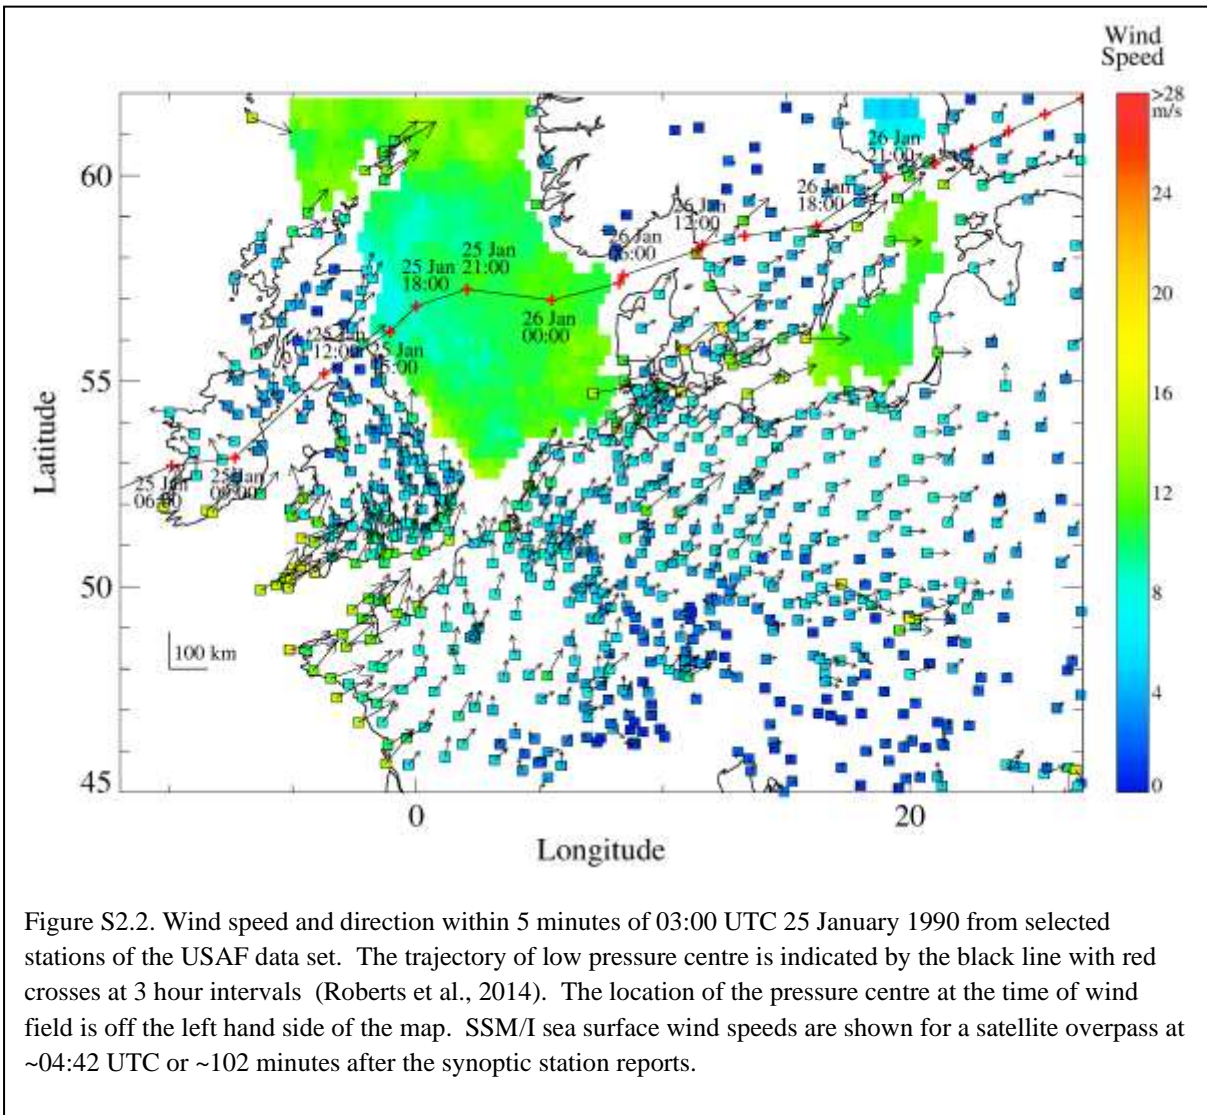 Wind
Speed
>28
m/s
24
20
16
12
8
4
0
60
55
50
45
Latitude
0
20
Longitude
100 km
25 Jan
06:00
25 Jan
09:00
25 Jan
12:00
25 Jan
15:00
25 Jan
18:00
25 Jan
21:00
26 Jan
00:00
26 Jan
06:00
26 Jan
12:00
26 Jan
18:00
26 Jan
21:00
Figure S2.2. Wind speed and direction within 5 minutes of 03:00 UTC 25 January 1990 from selected
stations of the USAF data set.  The trajectory of low pressure centre is indicated by the black line with red
crosses at 3 hour intervals  (Roberts et al., 2014).  The location of the pressure centre at the time of wind
field is off the left hand side of the map.  SSM/I sea surface wind speeds are shown for a satellite overpass at
~04:42 UTC or ~102 minutes after the synoptic station reports.